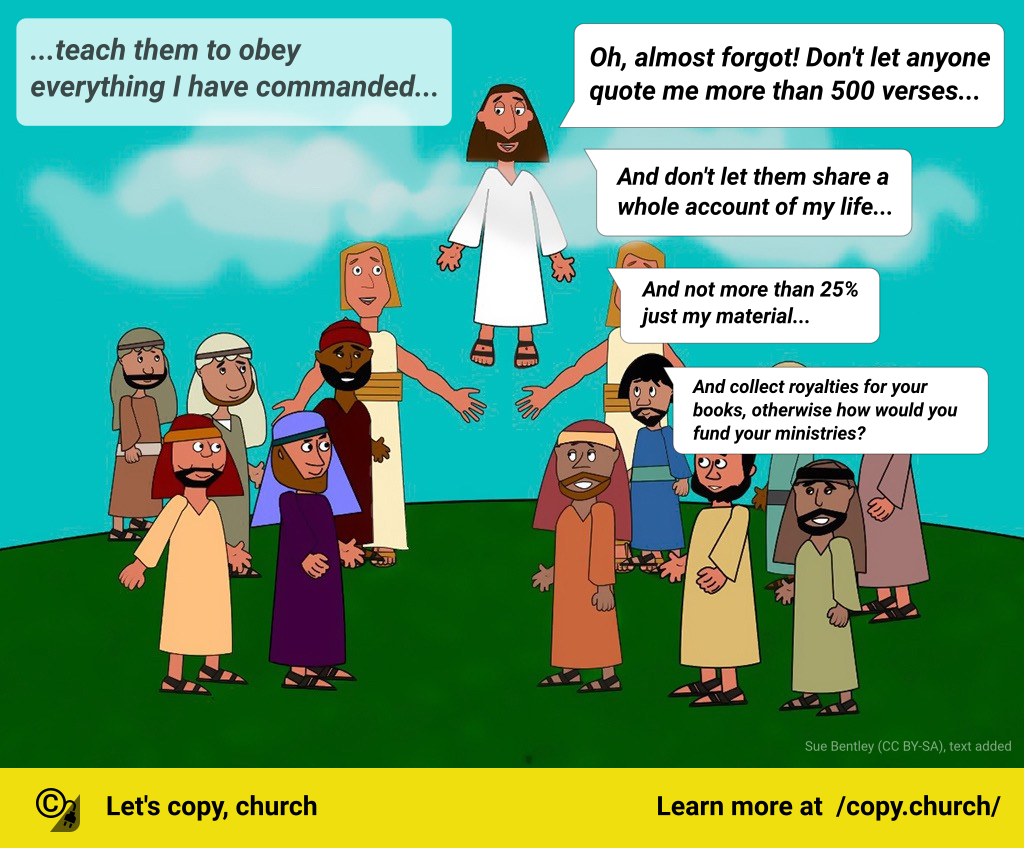 ...teach them to obey
everything I have commanded...
Oh, almost forgot! Don't let anyone
quote me more than 500 verses...
And don't let them share a
whole account of my life...
And not more than 25%
just my material...
And collect royalties for your
books, otherwise how would you
fund your ministries?
Sue Bentley (CC BY-SA), text added
© Let's copy, church
Learn more at /copy.church/